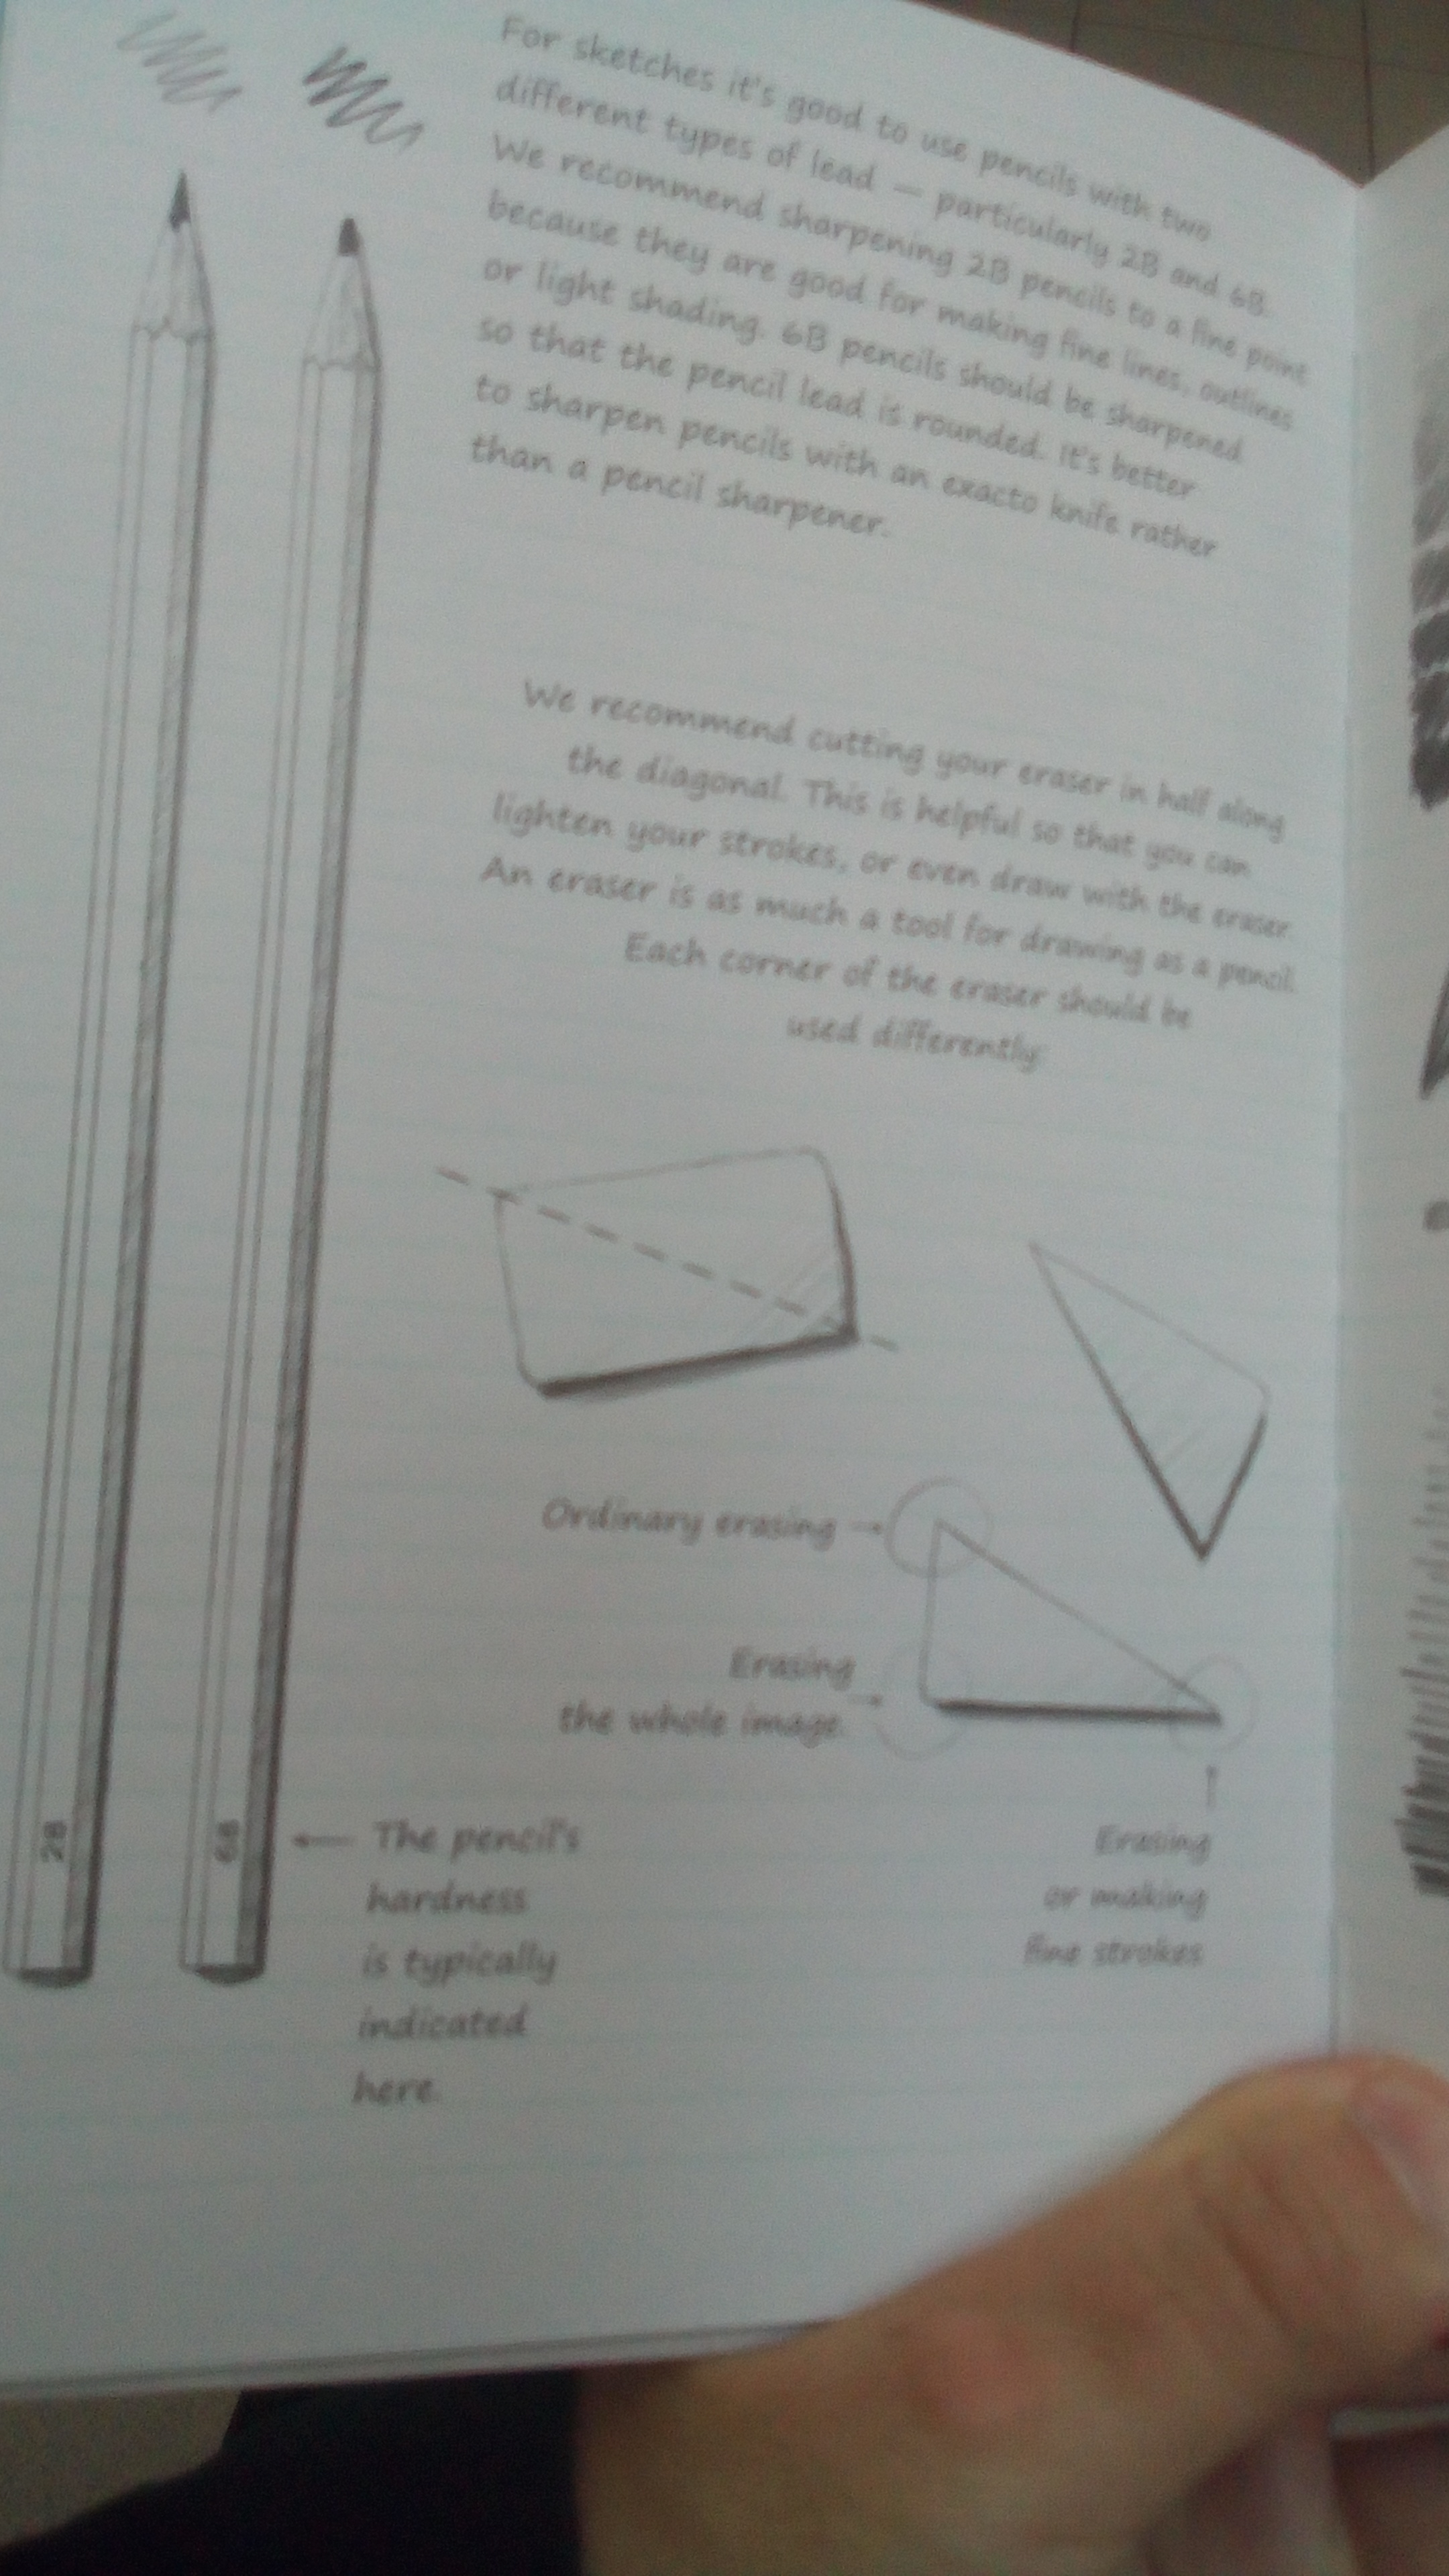 For sketches it's good to use pencils with two
different types of lead — particularly 2B and 6B.
We recommend sharpening 2B pencils to a fine point
because they are good for making fine lines, outlines
or light shading. 6B pencils should be sharpened
so that the pencil lead is rounded. It's better
to sharpen pencils with an exacto knife rather
than a pencil sharpener.
We recommend cutting your eraser in half along
the diagonal. This is helpful so that you can
lighten your strokes, or even draw with the eraser.
An eraser is as much a tool for drawing as a pencil.
Each corner of the eraser should be
used differently:
Ordinary erasing →
Erasing
the whole image →
Erasing
or making
fine strokes
2B
6B
← The pencil's
hardness
is typically
indicated
here.